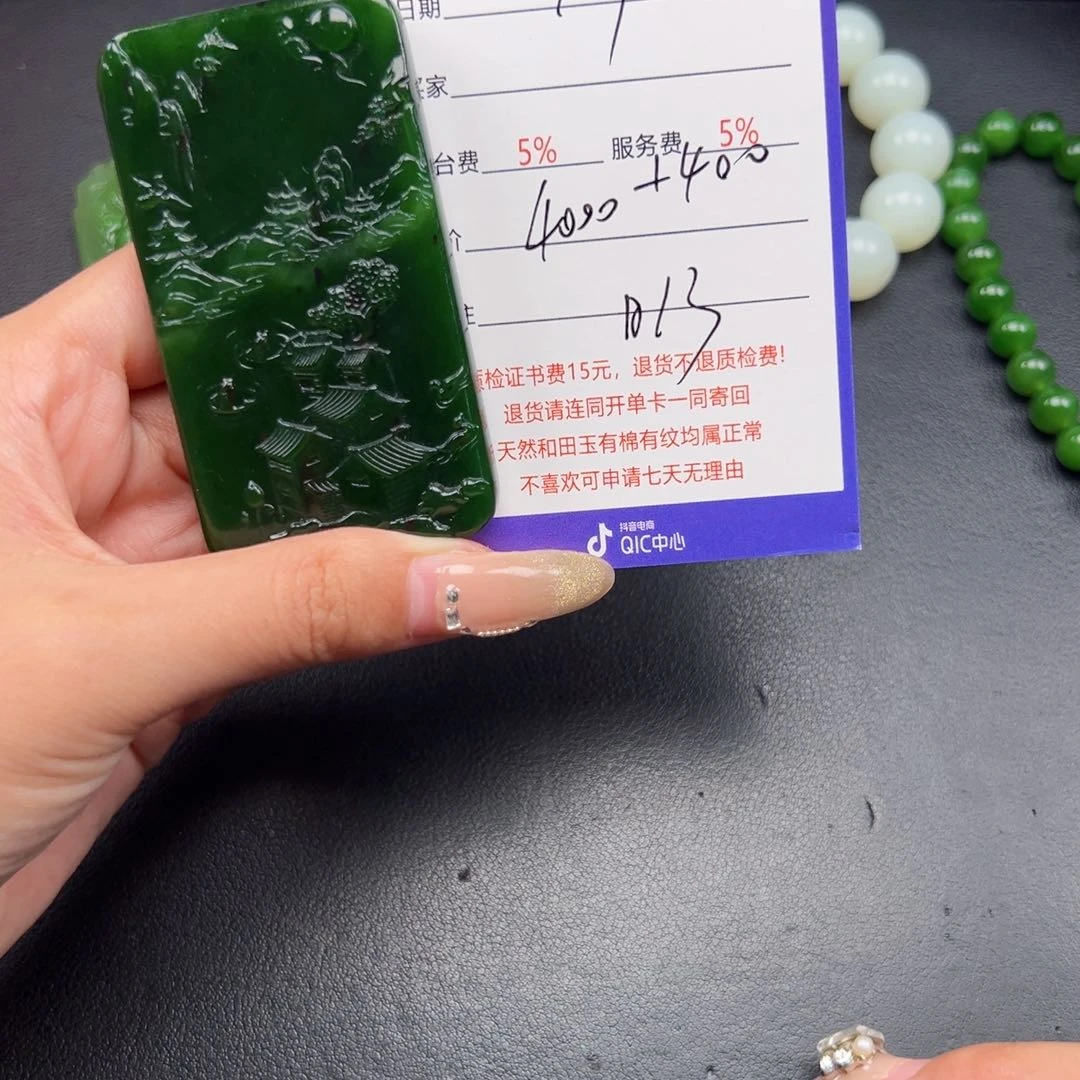 日期
买家
台费 5% 服务费 5%
价 4000+400
注 B13
质检证书费15元，退货不退质检费！
退货请连同开单卡一同寄回
天然和田玉有棉有纹均属正常
不喜欢可申请七天无理由
抖音电商
QIC中心